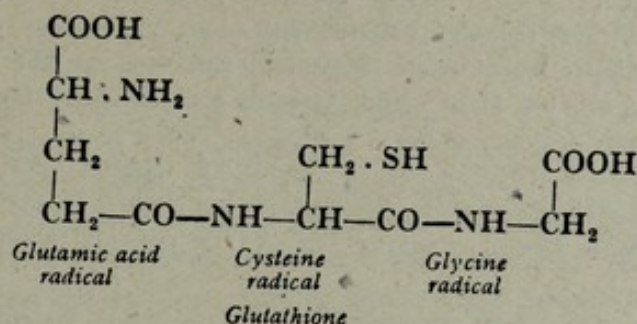 COOH
CH . NH₂
CH₂ CH₂ . SH COOH
CH₂—CO—NH—CH—CO—NH—CH₂
Glutamic acid Cysteine Glycine
radical radical radical
Glutathione